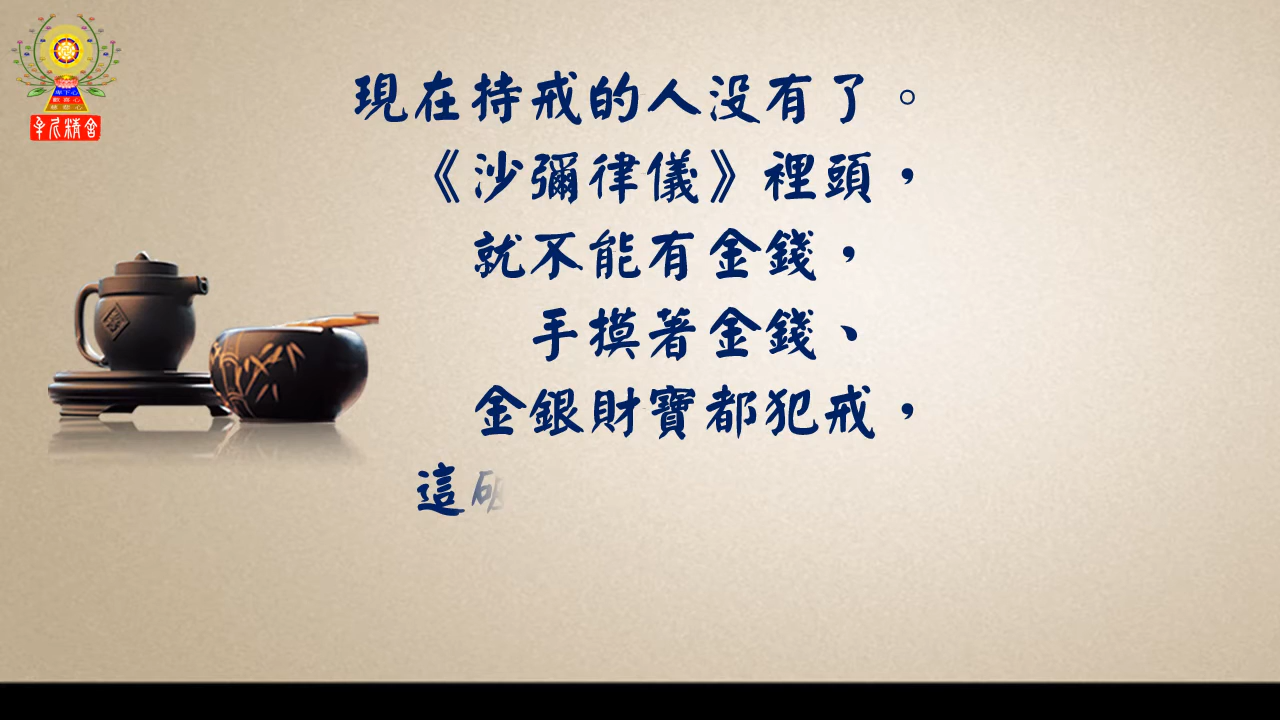 現在持戒的人没有了。
《沙彌律儀》裡頭，
就不能有金錢，
手摸著金錢、
金銀財寶都犯戒，
這